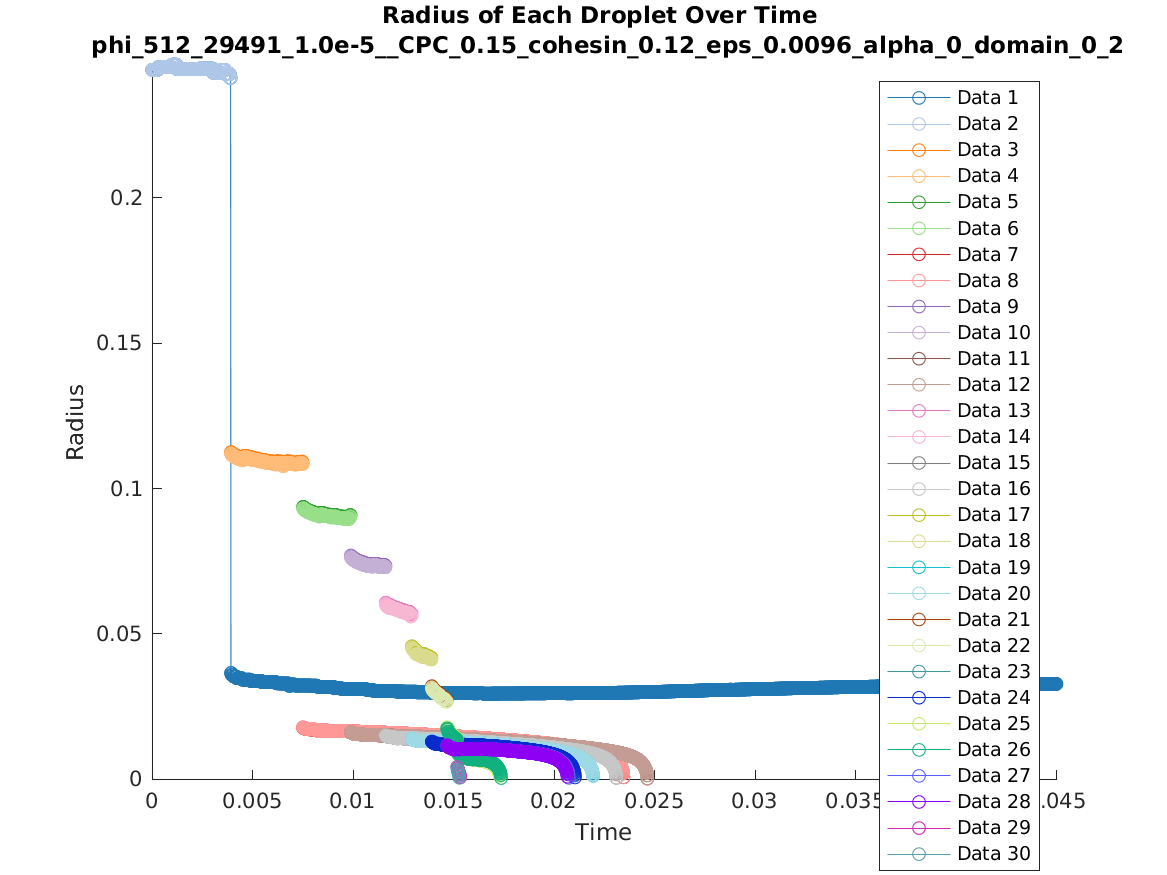 Radius of Each Droplet Over Time
phi_512_29491_1.0e-5__CPC_0.15_cohesin_0.12_eps_0.0096_alpha_0_domain_0_2
Radius
0.2
0.15
0.1
0.05
0
0
0.005
0.01
0.015
0.02
0.025
0.03
0.035
.045
Time
Data 1
Data 2
Data 3
Data 4
Data 5
Data 6
Data 7
Data 8
Data 9
Data 10
Data 11
Data 12
Data 13
Data 14
Data 15
Data 16
Data 17
Data 18
Data 19
Data 20
Data 21
Data 22
Data 23
Data 24
Data 25
Data 26
Data 27
Data 28
Data 29
Data 30